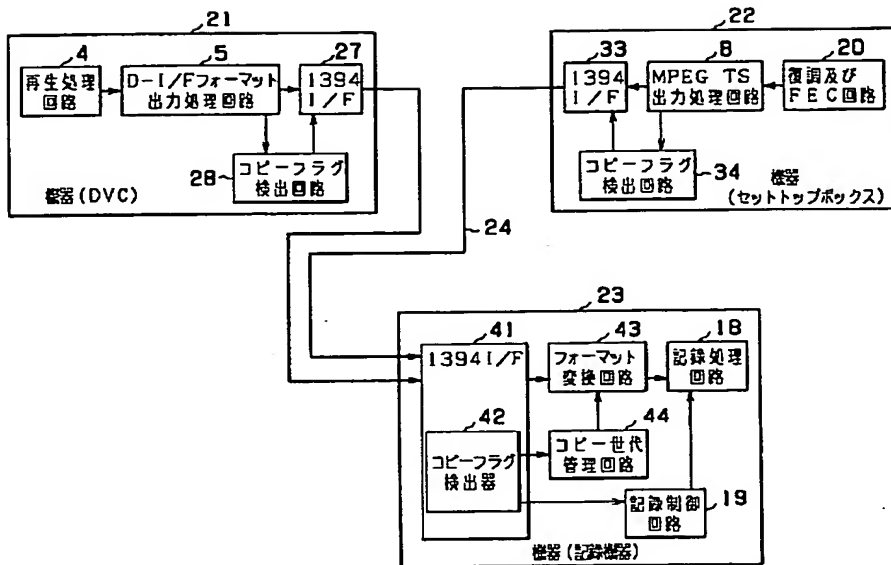 21
4
再生処理
回路
5
D-I/Fフォーマット
出力処理回路
27
1394
I/F
28
コピーフラグ
検出回路
機器(DVC)
22
33
1394
I/F
8
MPEG TS
出力処理回路
20
復調及び
FEC回路
コピーフラグ
検出回路
34
機器
(セットトップボックス)
24
23
41
1394I/F
43
フォーマット
変換回路
18
記録処理
回路
42
コピーフラグ
検出器
44
コピー世代
管理回路
記録制御
回路
19
機器(記録機器)